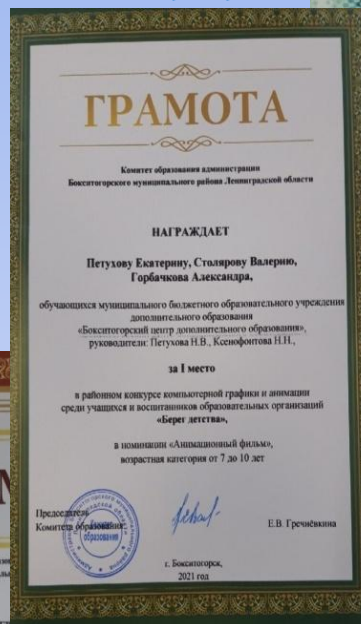 ГРАМОТА
Комитет образования администрации
Бокситогорского муниципального района Ленинградской области
НАГРАЖДАЕТ
Петухову Екатерину, Столярову Валерию,
Горбачкова Александра,
обучающихся муниципального бюджетного образовательного учреждения
дополнительного образования
«Бокситогорский центр дополнительного образования»,
руководители: Петухова Н.В., Ксенофонтова Н.Н.,
за I место
в районном конкурсе компьютерной графики и анимации
среди учащихся и воспитанников образовательных организаций
«Берег детства»,
в номинации «Анимационный фильм»,
возрастная категория от 7 до 10 лет
Председатель
Комитета образования:
Е.В. Гречнёвкина
г. Бокситогорск,
2021 год